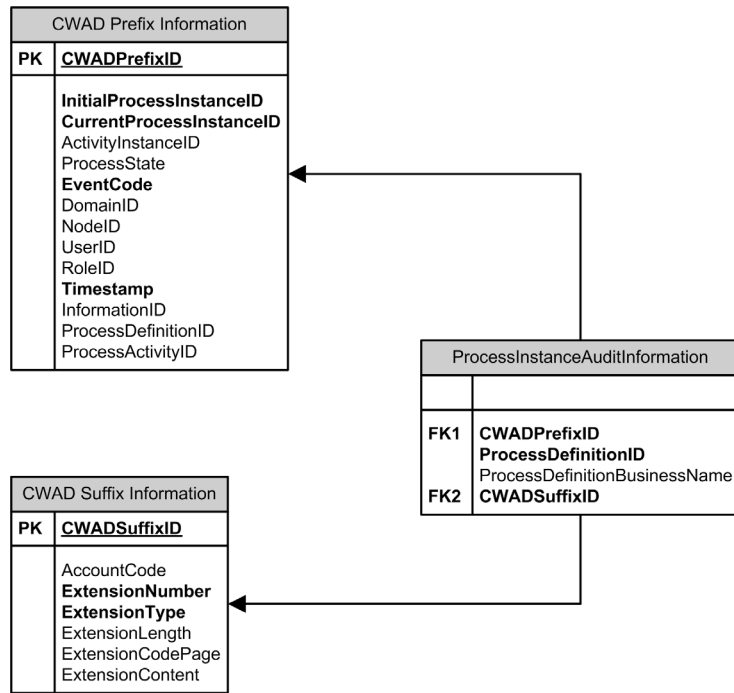 CWAD Prefix Information
PK CWADPrefixID
InitialProcessInstanceID
CurrentProcessInstanceID
ActivityInstanceID
ProcessState
EventCode
DomainID
NodeID
UserID
RoleID
Timestamp
InformationID
ProcessDefinitionID
ProcessActivityID
ProcessInstanceAuditInformation
FK1 CWADPrefixID
ProcessDefinitionID
ProcessDefinitionBusinessName
FK2 CWADSuffixID
CWAD Suffix Information
PK CWADSuffixID
AccountCode
ExtensionNumber
ExtensionType
ExtensionLength
ExtensionCodePage
ExtensionContent